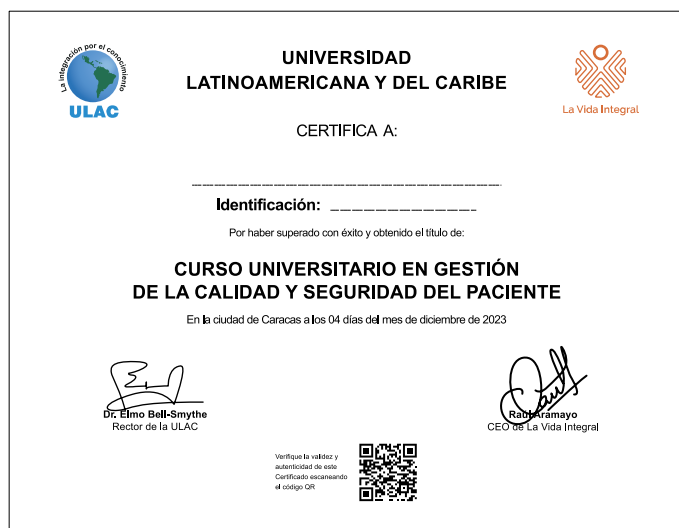 La integración por el conocimiento
ULAC
UNIVERSIDAD
LATINOAMERICANA Y DEL CARIBE
La Vida Integral
CERTIFICA A:
Identificación:
Por haber superado con éxito y obtenido el título de:
CURSO UNIVERSITARIO EN GESTIÓN
DE LA CALIDAD Y SEGURIDAD DEL PACIENTE
En la ciudad de Caracas a los 04 días del mes de diciembre de 2023
Dr. Elmo Bell-Smythe
Rector de la ULAC
Raúl Aramayo
CEO de La Vida Integral
Verifique la validez y
autenticidad de este
Certificado escaneando
el código QR